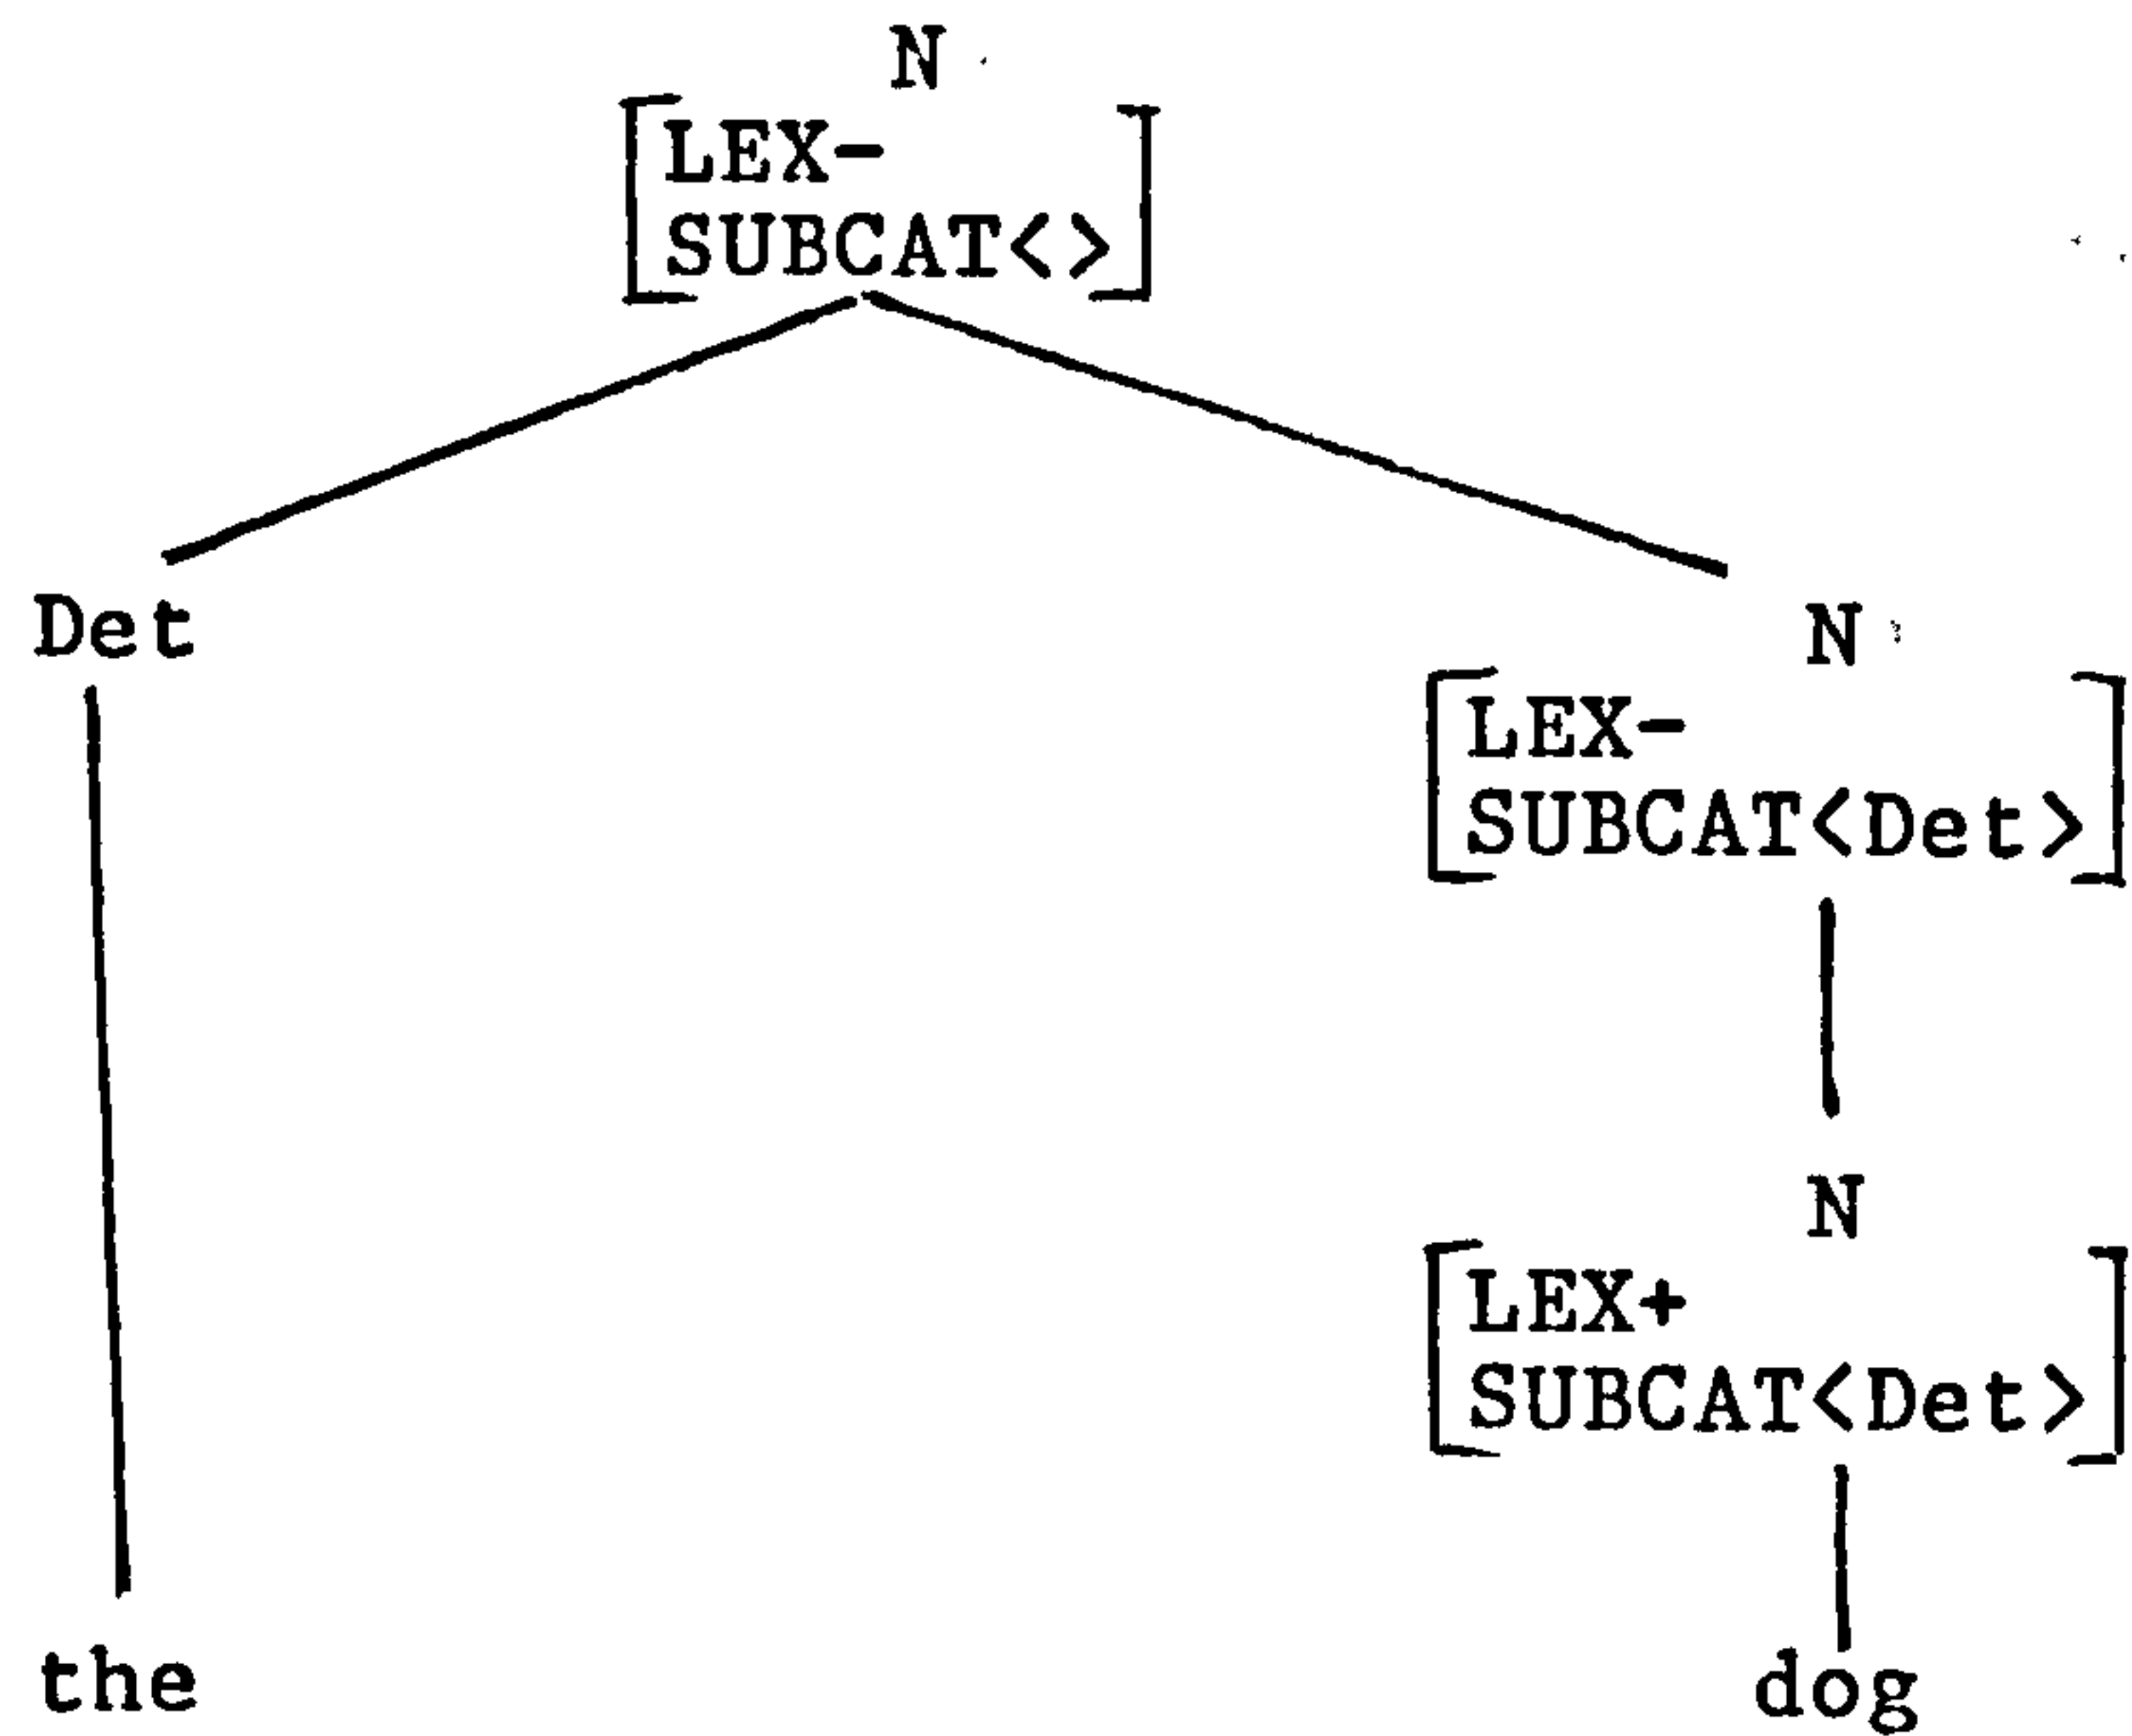 N
LEX-
SUBCAT<>
Det
N
LEX-
SUBCAT<Det>
N
LEX+
SUBCAT<Det>
the
dog